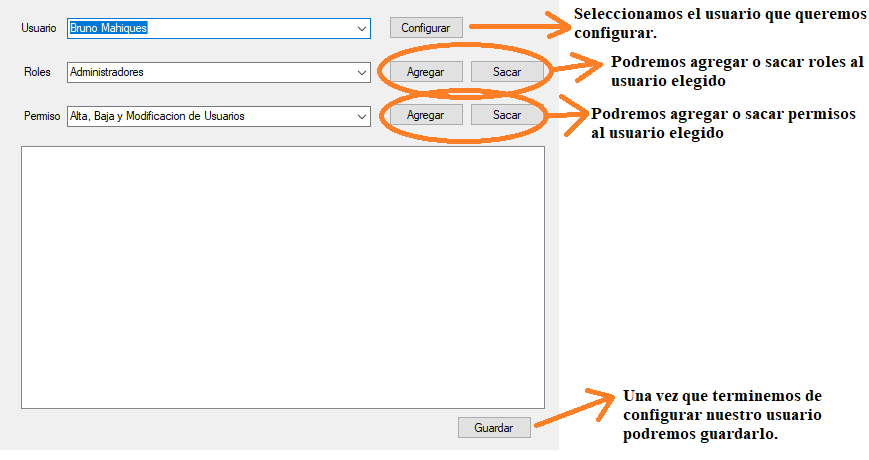 Usuario Bruno Mahiques Configurar
Seleccionamos el usuario que queremos
configurar.
Roles Administradores Agregar Sacar
Podremos agregar o sacar roles al
usuario elegido
Permiso Alta, Baja y Modificacion de Usuarios Agregar Sacar
Podremos agregar o sacar permisos
al usuario elegido
Una vez que terminemos de
configurar nuestro usuario
podremos guardarlo.
Guardar